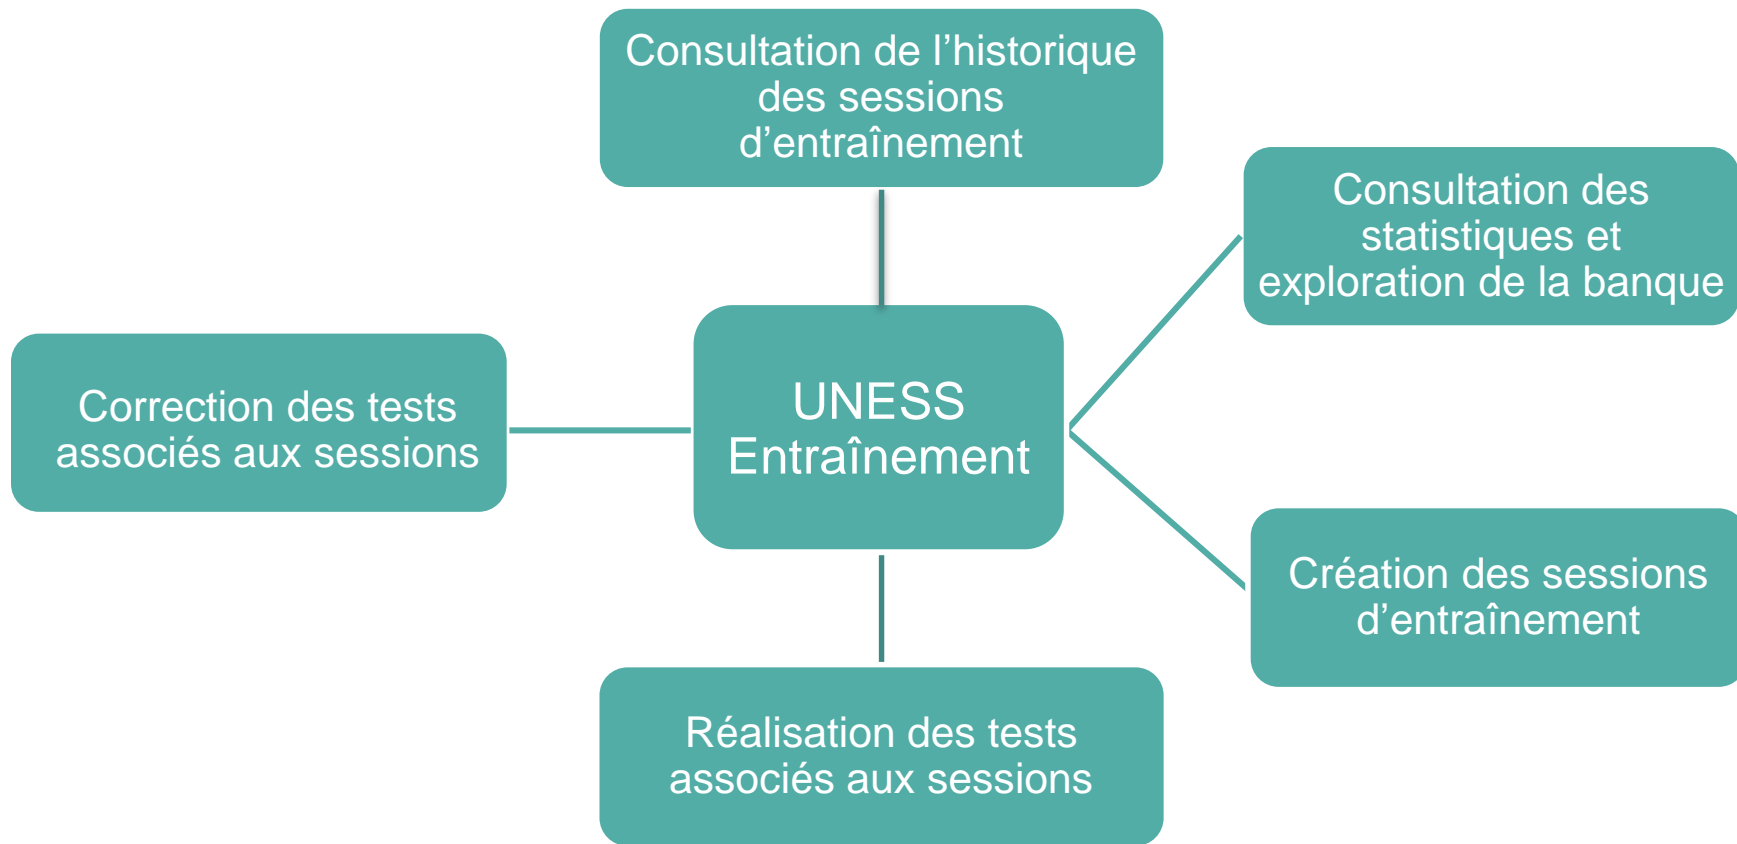 Consultation de l’historique
des sessions
d’entraînement
Consultation des
statistiques et
exploration de la banque
UNESS
Entraînement
Correction des tests
associés aux sessions
Création des sessions
d’entraînement
Réalisation des tests
associés aux sessions